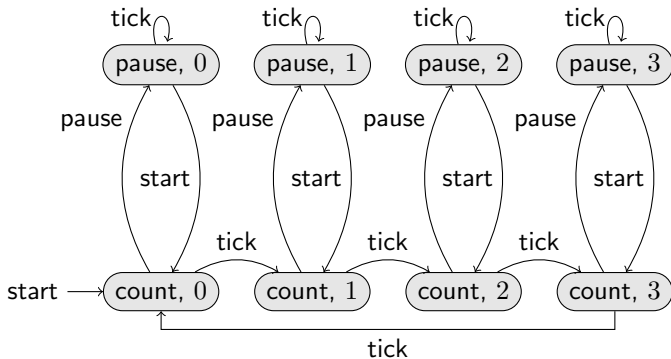 tick tick tick tick
pause, 0 pause, 1 pause, 2 pause, 3
pause pause pause pause
start start start start
tick tick tick
start count, 0 count, 1 count, 2 count, 3
tick